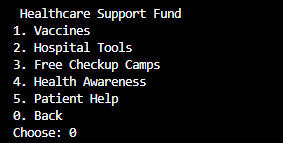 Healthcare Support Fund
1. Vaccines
2. Hospital Tools
3. Free Checkup Camps
4. Health Awareness
5. Patient Help
0. Back
Choose: 0